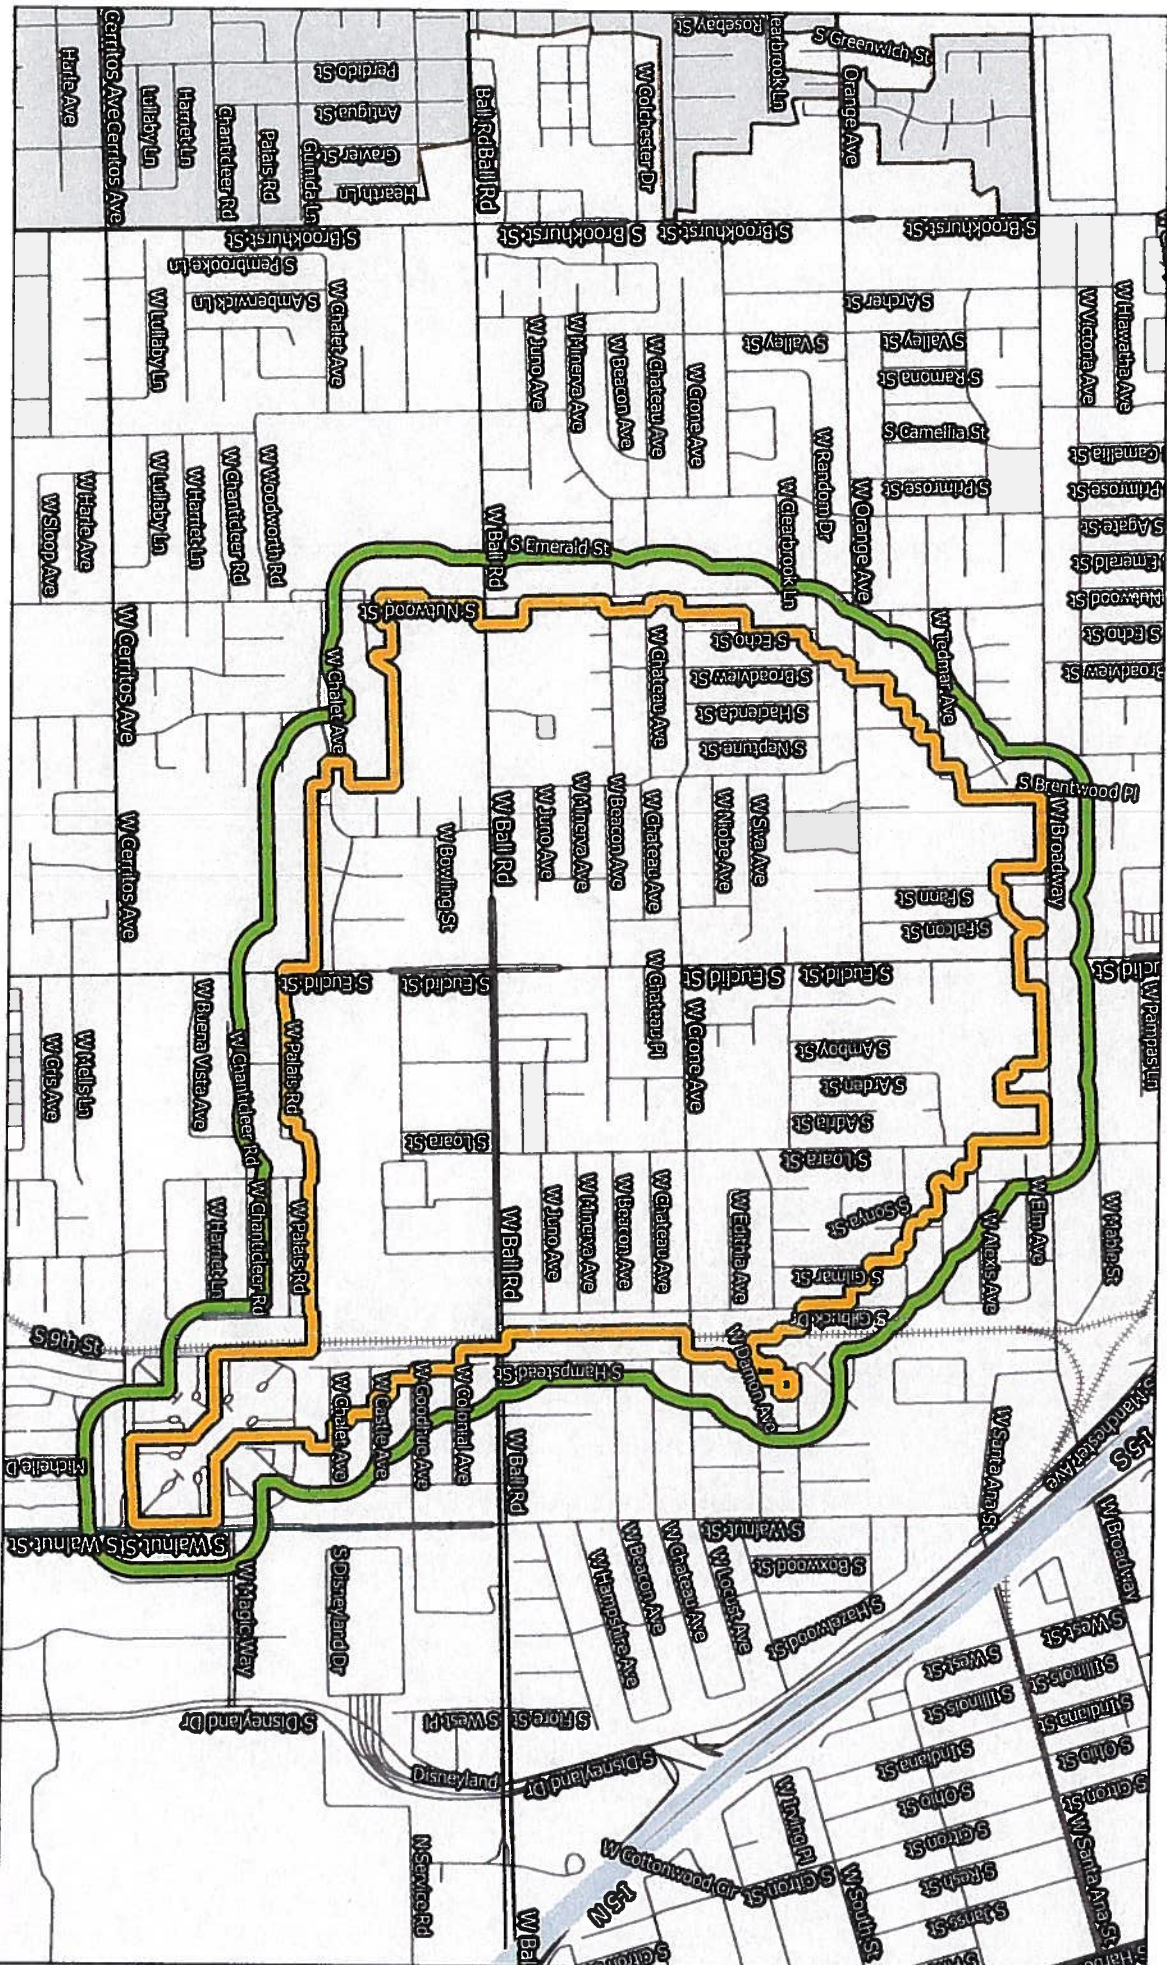 Rosebay St
earbrook Ln
S Greenwich St
Orange Ave
Harle Ave
Cerritos Ave
Cerritos Ave
Lullaby Ln
Harriet Ln
Chanticleer Rd
Palais Rd
Guinida Ln
Perdido St
Antigua St
Gravier St
Hearth Ln
Ball Rd
Ball Rd
W Colchester Dr
S Brookhurst St
S Brookhurst St
S Brookhurst St
S Brookhurst St
S Brookhurst St
S Pembrooke Ln
S Amberwick Ln
W Chalet Ave
W Lullaby Ln
W Juno Ave
W Minerva Ave
W Beacon Ave
W Chateau Ave
W Crone Ave
S Valley St
S Archer St
S Valley St
S Ramona St
S Camellia St
S Primrose St
W Victoria Ave
W Hiawatha Ave
Camellia St
Primrose St
S Agate St
Emerald St
Nutwood St
S Echo St
Broadview St
W Sloop Ave
W Harle Ave
W Lullaby Ln
W Harriet Ln
W Chanticleer Rd
W Woodworth Rd
W Ball Rd
S Emerald St
W Clearbrook Ln
W Random Dr
W Orange Ave
W Cerritos Ave
W Chalet Ave
S Nutwood St
W Chateau Ave
S Echo St
S Broadview St
S Hacienda St
S Neptune St
W Tedmar Ave
S Brentwood Pl
W Broadway
W Cerritos Ave
W Bowling St
W Ball Rd
W Juno Ave
W Minerva Ave
W Beacon Ave
W Chateau Ave
W Niobe Ave
W Siva Ave
S Fann St
S Falcon St
S Euclid St
S Euclid St
S Euclid St
S Euclid St
S Euclid St
uclid St
W Pampas Ln
W Cris Ave
W Mells Ln
W Buena Vista Ave
W Chanticleer Rd
W Palais Rd
W Chateau Pl
W Crone Ave
S Amboy St
S Arden St
S Adria St
S Loara St
S Loara St
W Harriet Ln
W Chanticleer Rd
W Palais Rd
W Ball Rd
W Juno Ave
W Minerva Ave
W Beacon Ave
W Chateau Ave
W Editha Ave
S Sonya St
S Gilmar St
S Gilbuck Dr
W Alexis Ave
W Elm Ave
W Mable St
S 9th St
W Chalet Ave
W Castle Ave
W Goodhue Ave
W Colonial Ave
S Hampstead St
W Damon Ave
W Ball Rd
Michelle D
S Walnut St
Walnut St
S Walnut St
W Santa Ana St
S Manchester Ave
I-5 S
W Broadway
W Magic Way
S Disneyland Dr
W Hampshire Ave
W Beacon Ave
W Chateau Ave
W Locust Ave
S Boxwood St
S Hazelwood St
S West St
S West St
S Illinois St
S Illinois St
S Indiana St
S Indiana St
S Ohio St
S Ohio St
S Citron St
S Citron St
S Resh St
S Janss St
S Disneyland Dr
S West Pl
S Flore St
Disneyland
S Disneyland Dr
N Service Rd
W Bal
W Cottonwood Cir
I-5 N
W Irving Pl
S Citron St
W South St
W Santa Ana St
S Citron St